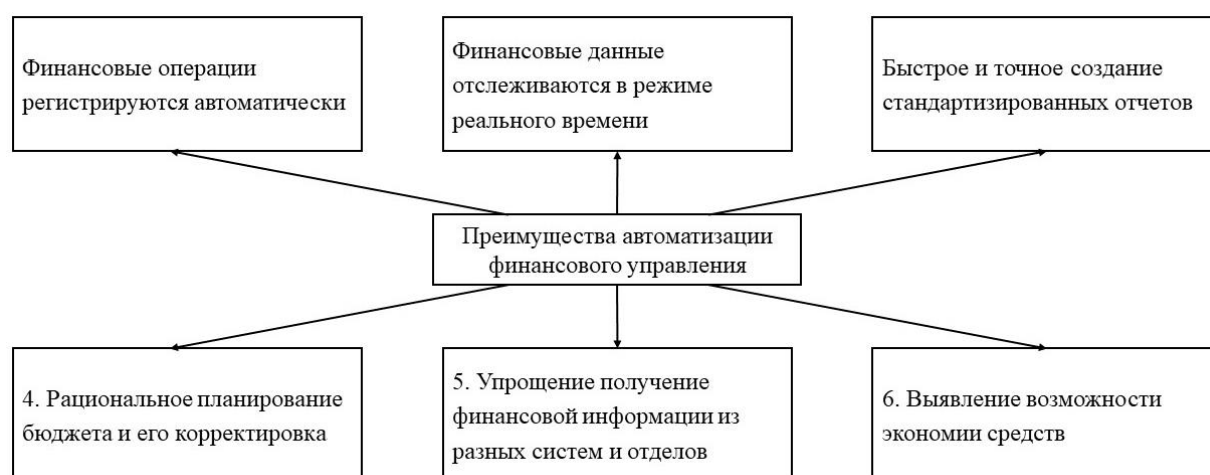 Финансовые операции
регистрируются автоматически
Финансовые данные
отслеживаются в режиме
реального времени
Быстрое и точное создание
стандартизированных отчетов
Преимущества автоматизации
финансового управления
4. Рациональное планирование
бюджета и его корректировка
5. Упрощение получение
финансовой информации из
разных систем и отделов
6. Выявление возможности
экономии средств